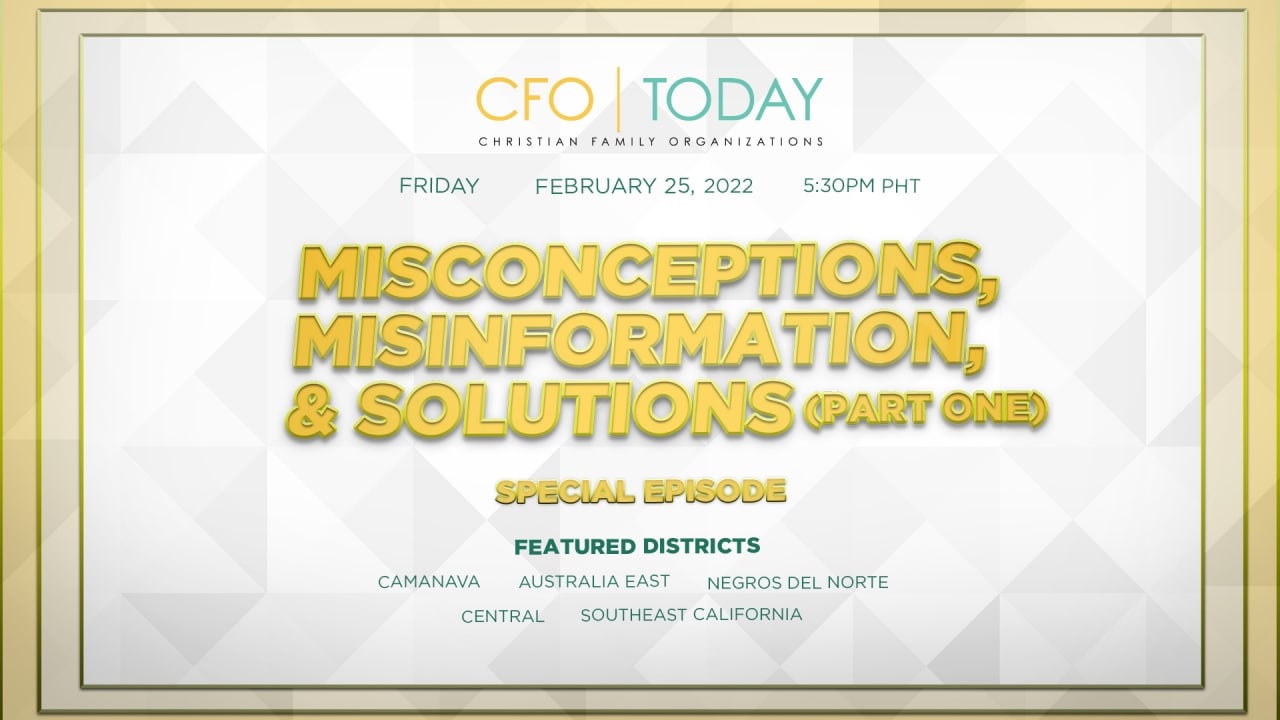 CFO | TODAY
CHRISTIAN FAMILY ORGANIZATIONS
FRIDAY FEBRUARY 25, 2022 5:30PM PHT
MISCONCEPTIONS,
MISINFORMATION,
& SOLUTIONS (PART ONE)
SPECIAL EPISODE
FEATURED DISTRICTS
CAMANAVA AUSTRALIA EAST NEGROS DEL NORTE
CENTRAL SOUTHEAST CALIFORNIA